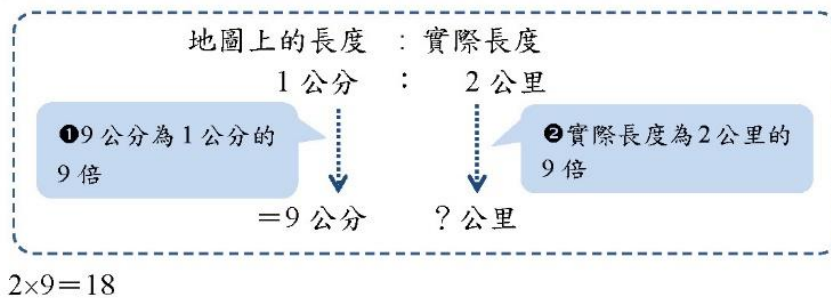 地圖上的長度 : 實際長度
1 公分 : 2 公里
❶9 公分為 1 公分的
9 倍
❷實際長度為 2 公里的
9 倍
=9 公分 ? 公里
2×9=18